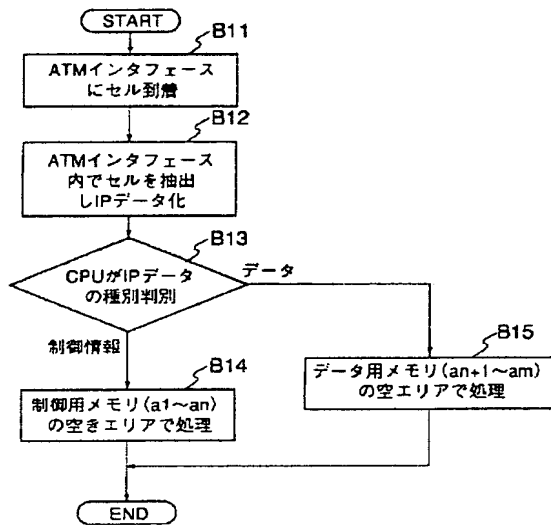 START
B11
ATMインタフェース
にセル到着
B12
ATMインタフェース
内でセルを抽出
しIPデータ化
B13
CPUがIPデータ
の種別判別
データ
制御情報
B14
制御用メモリ(a1～an)
の空きエリアで処理
B15
データ用メモリ(an+1～am)
の空エリアで処理
END